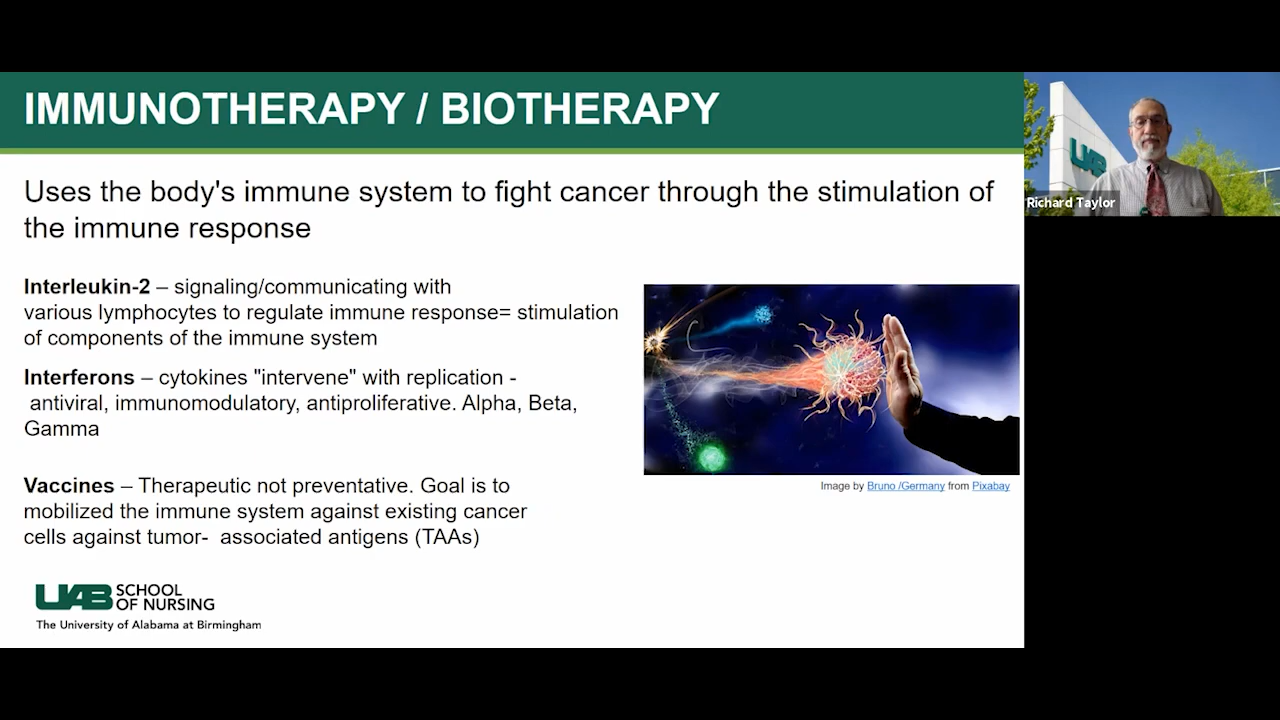 IMMUNOTHERAPY / BIOTHERAPY
Uses the body's immune system to fight cancer through the stimulation of
the immune response
Interleukin-2 – signaling/communicating with
various lymphocytes to regulate immune response= stimulation
of components of the immune system
Interferons – cytokines "intervene" with replication -
antiviral, immunomodulatory, antiproliferative. Alpha, Beta,
Gamma
Vaccines – Therapeutic not preventative. Goal is to
mobilized the immune system against existing cancer
cells against tumor-  associated antigens (TAAs)
Image by Bruno /Germany from Pixabay
UAB SCHOOL
OF NURSING
The University of Alabama at Birmingham
UAB
Richard Taylor